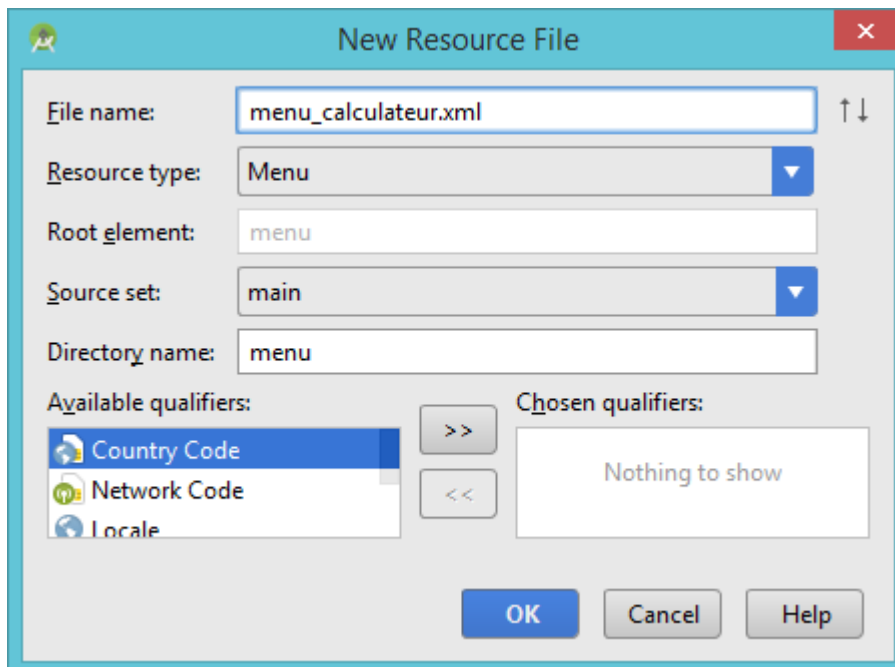 New Resource File
File name: menu_calculateur.xml
Resource type: Menu
Root element: menu
Source set: main
Directory name: menu
Available qualifiers: Chosen qualifiers:
Country Code >> Nothing to show
Network Code <<
Locale
OK Cancel Help